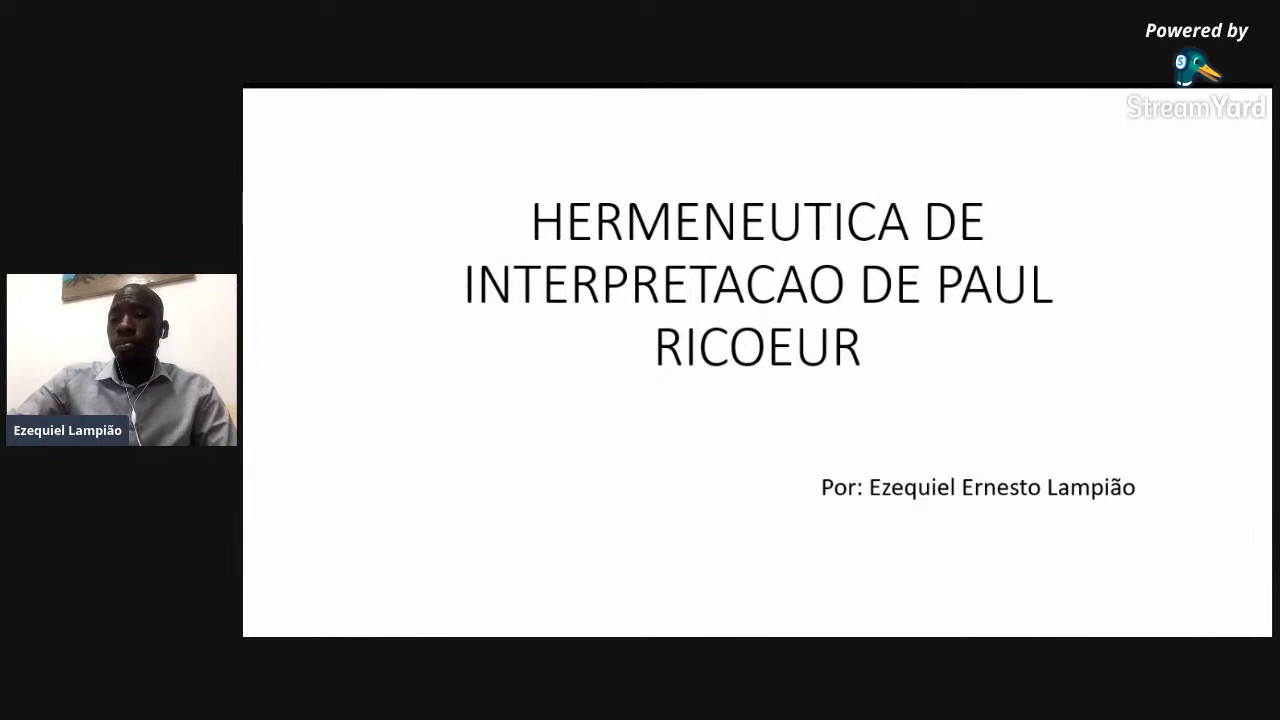 Powered by
StreamYard
HERMENEUTICA DE
INTERPRETACAO DE PAUL
RICOEUR
Por: Ezequiel Ernesto Lampião
Ezequiel Lampião